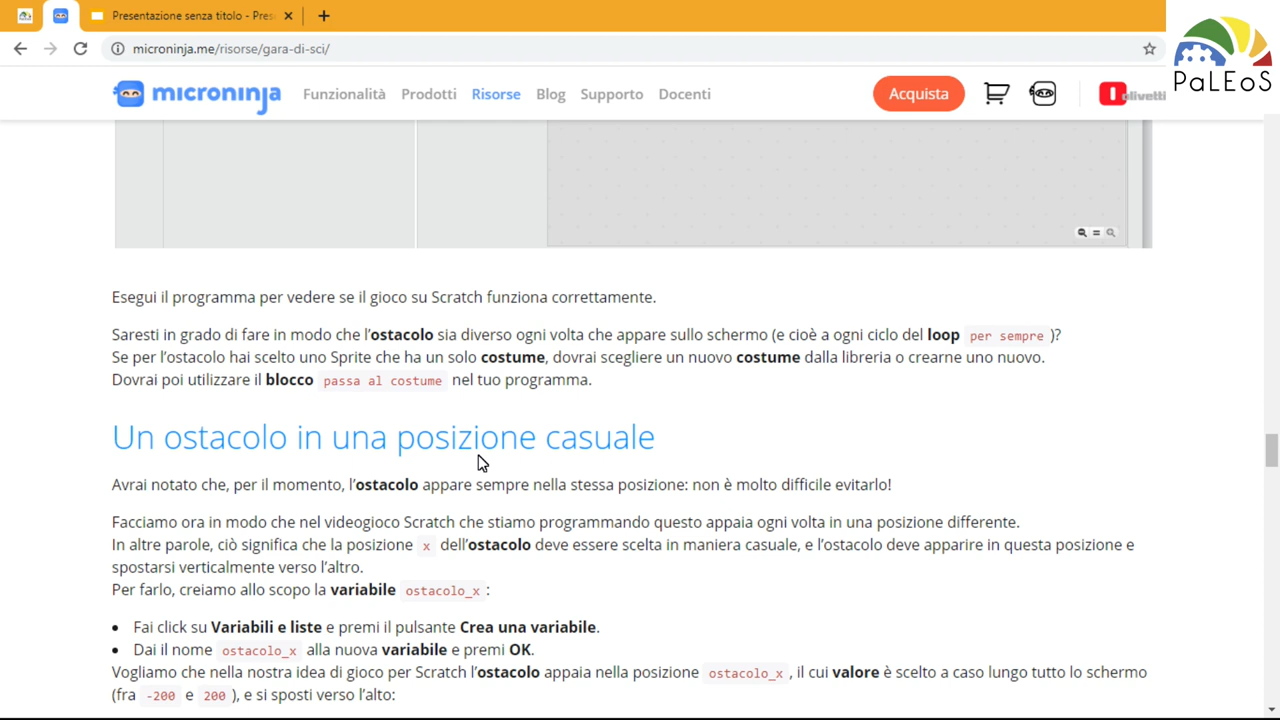 Presentazione senza titolo - Pres
microninja.me/risorse/gara-di-sci/
PaLEoS
microninja Funzionalità Prodotti Risorse Blog Supporto Docenti Acquista olivetti
Esegui il programma per vedere se il gioco su Scratch funziona correttamente.
Saresti in grado di fare in modo che l'ostacolo sia diverso ogni volta che appare sullo schermo (e cioè a ogni ciclo del loop per sempre )?
Se per l'ostacolo hai scelto uno Sprite che ha un solo costume, dovrai scegliere un nuovo costume dalla libreria o crearne uno nuovo.
Dovrai poi utilizzare il blocco passa al costume nel tuo programma.
Un ostacolo in una posizione casuale
Avrai notato che, per il momento, l'ostacolo appare sempre nella stessa posizione: non è molto difficile evitarlo!
Facciamo ora in modo che nel videogioco Scratch che stiamo programmando questo appaia ogni volta in una posizione differente.
In altre parole, ciò significa che la posizione x dell'ostacolo deve essere scelta in maniera casuale, e l'ostacolo deve apparire in questa posizione e
spostarsi verticalmente verso l'altro.
Per farlo, creiamo allo scopo la variabile ostacolo_x :
• Fai click su Variabili e liste e premi il pulsante Crea una variabile.
• Dai il nome ostacolo_x alla nuova variabile e premi OK.
Vogliamo che nella nostra idea di gioco per Scratch l'ostacolo appaia nella posizione ostacolo_x , il cui valore è scelto a caso lungo tutto lo schermo
(fra -200 e 200 ), e si sposti verso l'alto: